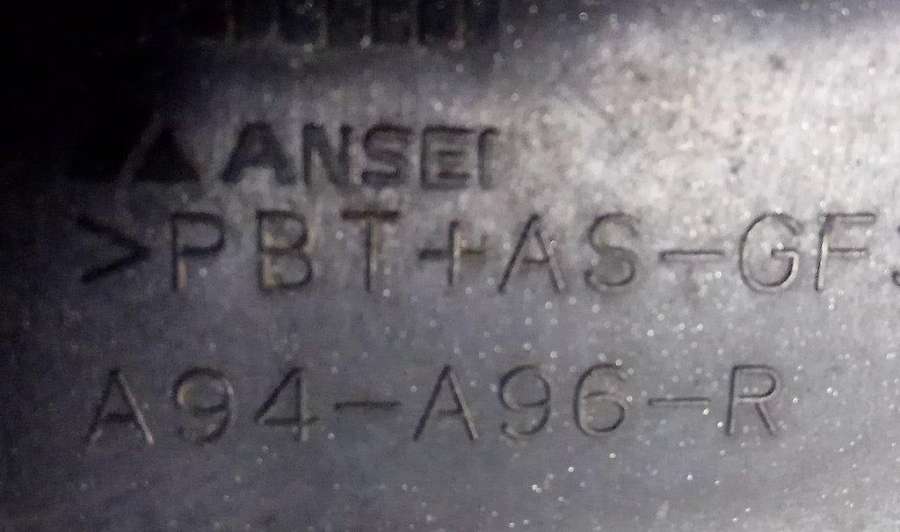 ANSEI
>PBT+AS-GF
A94-A96-R